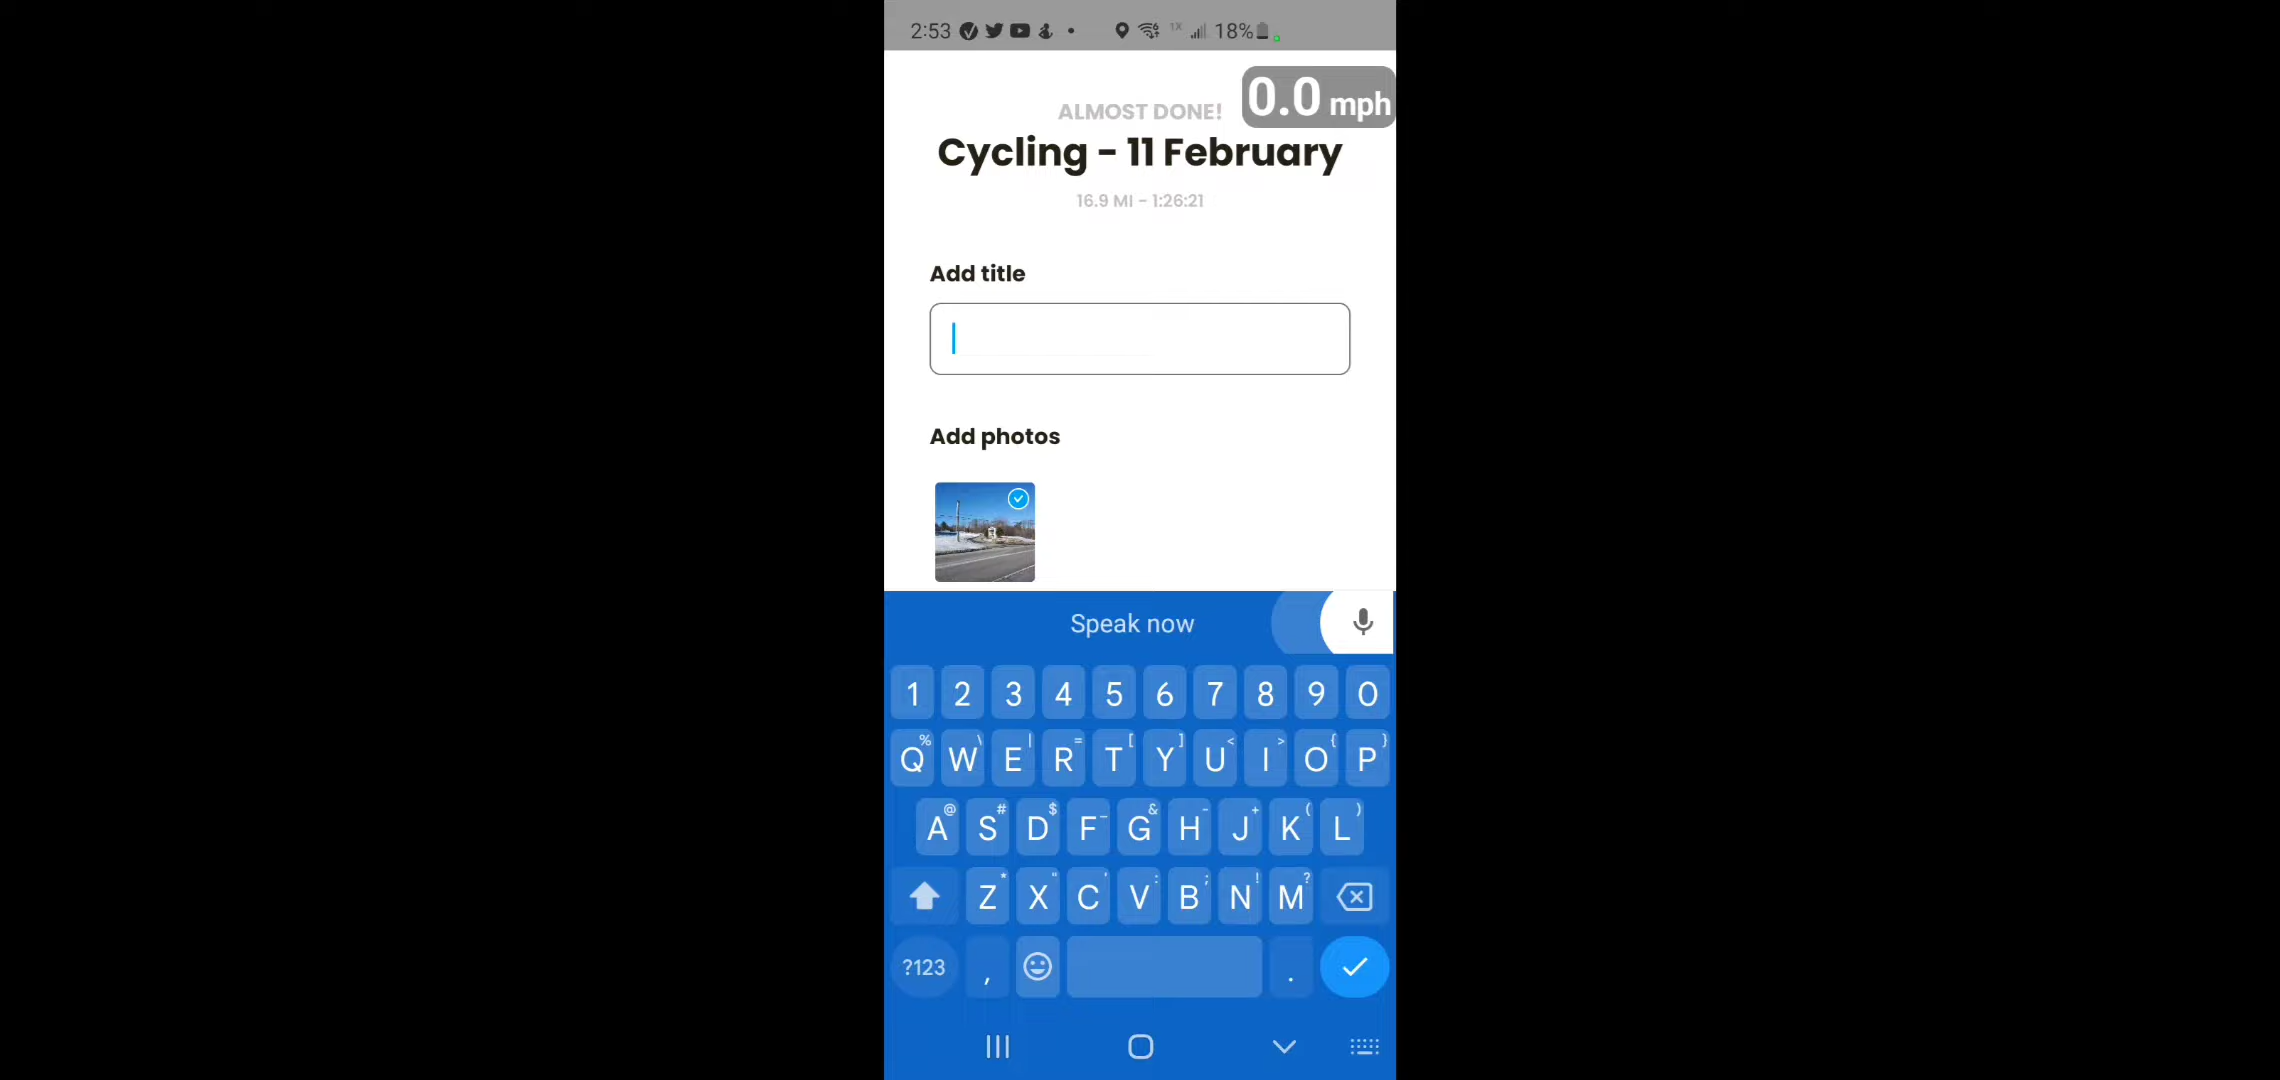 2:53 1X 18%
0.0 mph
ALMOST DONE!
Cycling - 11 February
16.9 MI - 1:26:21
Add title
Add photos
Speak now
1 2 3 4 5 6 7 8 9 0
% \ | = [ ] < > { }
Q W E R T Y U I O P
@ # $ _ & - + ( )
A S D F G H J K L
* " ' : ; ! ?
Z X C V B N M
?123 , .